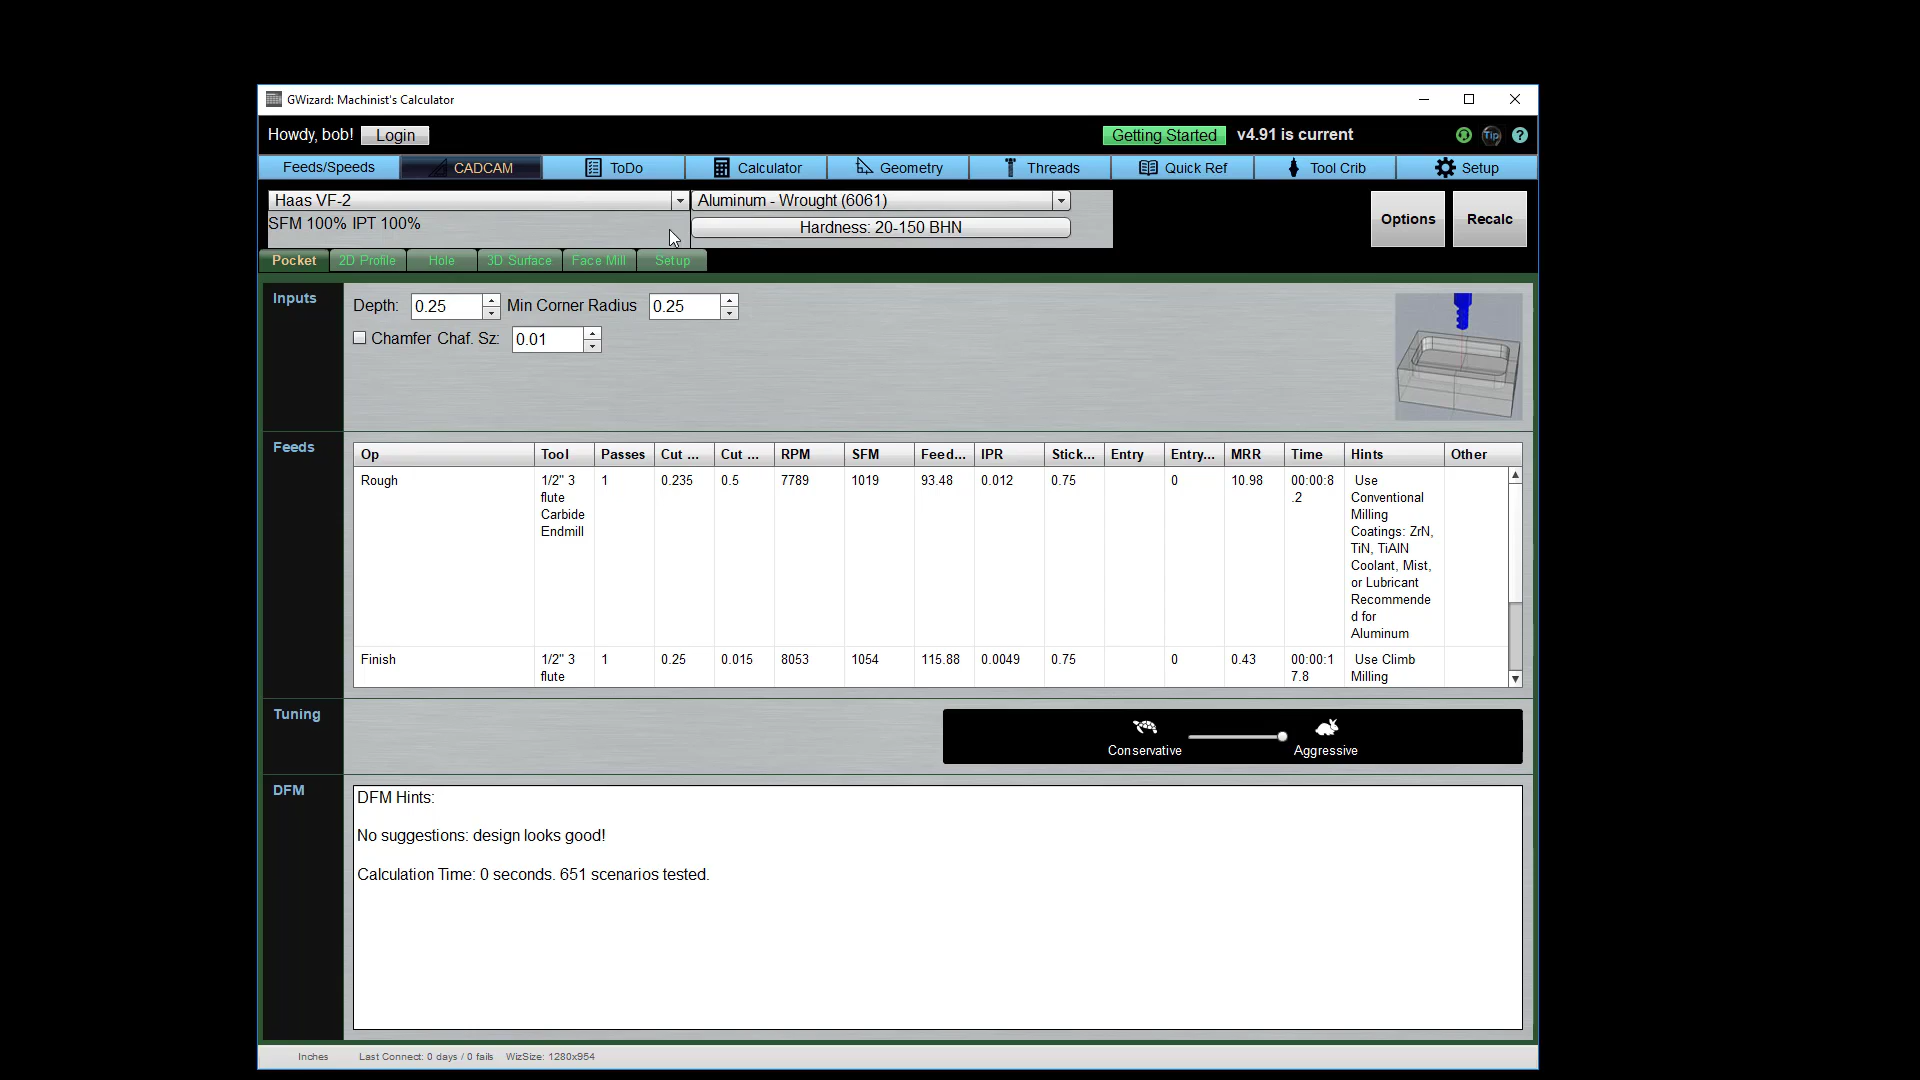 GWizard: Machinist's Calculator
Howdy, bob! Login Getting Started v4.91 is current Tip ?
Feeds/Speeds CADCAM ToDo Calculator Geometry Threads Quick Ref Tool Crib Setup
Haas VF-2 Aluminum - Wrought (6061)
SFM 100% IPT 100% Hardness: 20-150 BHN Options Recalc
Pocket 2D Profile Hole 3D Surface Face Mill Setup
Inputs
Depth: 0.25 Min Corner Radius 0.25
Chamfer Chaf. Sz: 0.01
Feeds
Op Tool Passes Cut ... Cut ... RPM SFM Feed... IPR Stick... Entry Entry... MRR Time Hints Other
Rough 1/2" 3 1 0.235 0.5 7789 1019 93.48 0.012 0.75 0 10.98 00:00:8 Use
flute .2 Conventional
Carbide Milling
Endmill Coatings: ZrN,
TiN, TiAlN
Coolant, Mist,
or Lubricant
Recommende
d for
Aluminum
Finish 1/2" 3 1 0.25 0.015 8053 1054 115.88 0.0049 0.75 0 0.43 00:00:1 Use Climb
flute 7.8 Milling
Tuning
Conservative Aggressive
DFM
DFM Hints:
No suggestions: design looks good!
Calculation Time: 0 seconds. 651 scenarios tested.
Inches Last Connect: 0 days / 0 fails WizSize: 1280x954